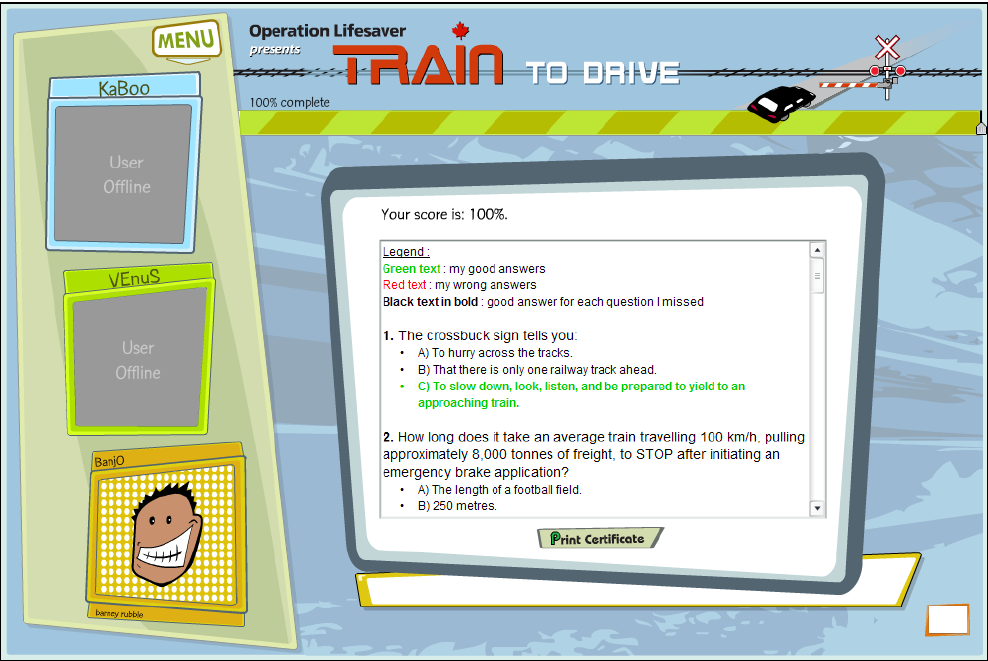 MENU
Operation Lifesaver
presents
TRAIN TO DRIVE
100% complete
KaBoo
User
Offline
VEnuS
User
Offline
BanjO
barney rubble
Your score is: 100%.
Legend :
Green text : my good answers
Red text : my wrong answers
Black text in bold : good answer for each question I missed
1. The crossbuck sign tells you:
• A) To hurry across the tracks.
• B) That there is only one railway track ahead.
• C) To slow down, look, listen, and be prepared to yield to an
approaching train.
2. How long does it take an average train travelling 100 km/h, pulling
approximately 8,000 tonnes of freight, to STOP after initiating an
emergency brake application?
• A) The length of a football field.
• B) 250 metres.
Print Certificate